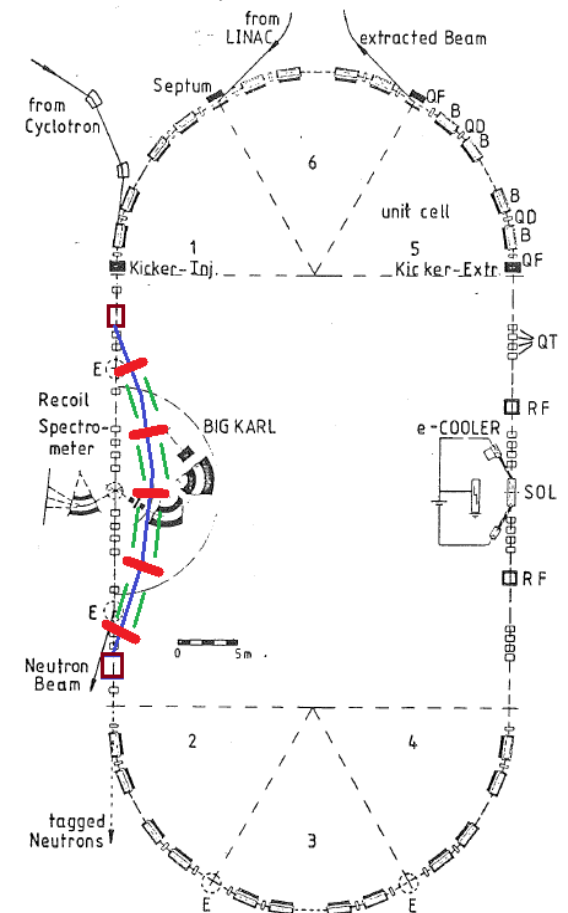 from
LINAC
extracted Beam
Septum
QF
from
Cyclotron
B
QD
B
6
unit cell
B
QD
B
1
5
Kicker-Inj.
Kicker-Extr.
QF
E
QT
Recoil
Spectro-
meter
BIG KARL
RF
e-COOLER
SOL
E
RF
0
5m
Neutron
Beam
2
4
tagged
Neutrons
3
E
E